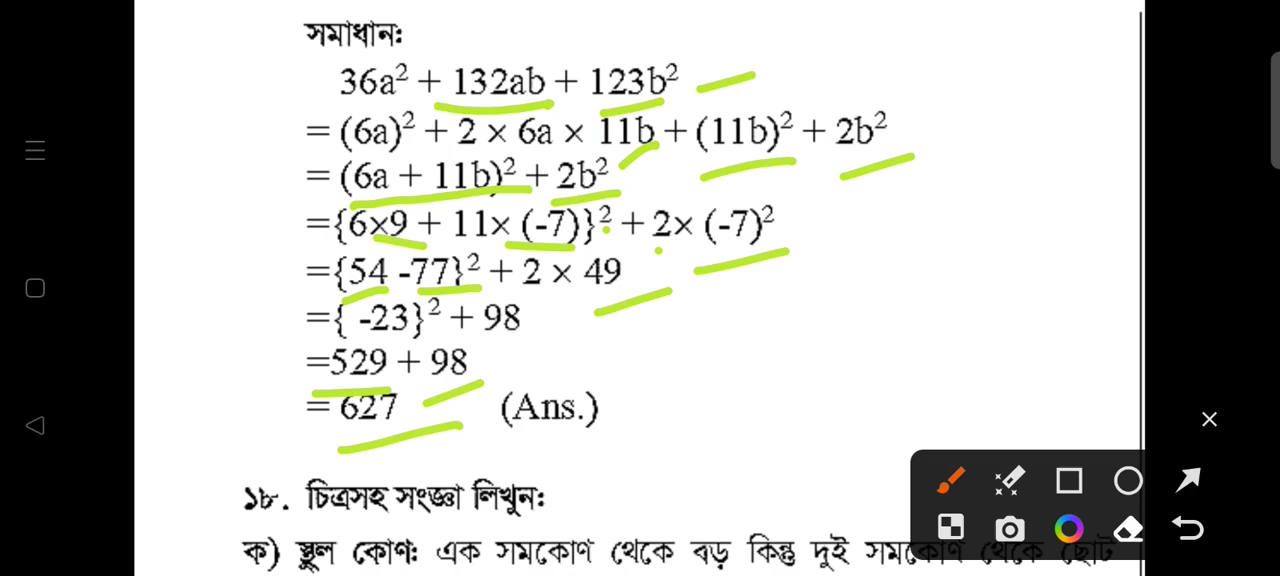 সমাধানঃ
36a² + 132ab + 123b²
= (6a)² + 2 × 6a × 11b + (11b)² + 2b²
= (6a + 11b)² + 2b²
={6×9 + 11× (-7)}² + 2× (-7)²
={54 -77}² + 2 × 49
={ -23}² + 98
=529 + 98
= 627 (Ans.)
১৮. চিত্রসহ সংজ্ঞা লিখুনঃ
ক) স্থুল কোণঃ এক সমকোণ থেকে বড় কিন্তু দুই সমকোণ থেকে ছোট